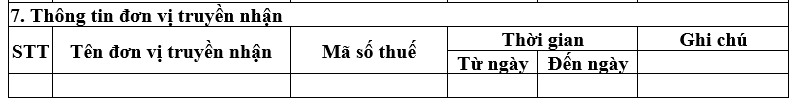 7. Thông tin đơn vị truyền nhận
STT Tên đơn vị truyền nhận Mã số thuế Thời gian Ghi chú
Từ ngày Đến ngày